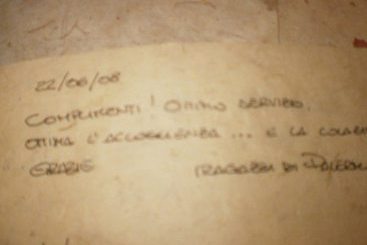 22/06/08
COMPLIMENTI! OTTIMO SERVIZIO,
OTTIMA L'ACCOGLIENZA ... E LA
GRAZIE I RAGAZZI DI